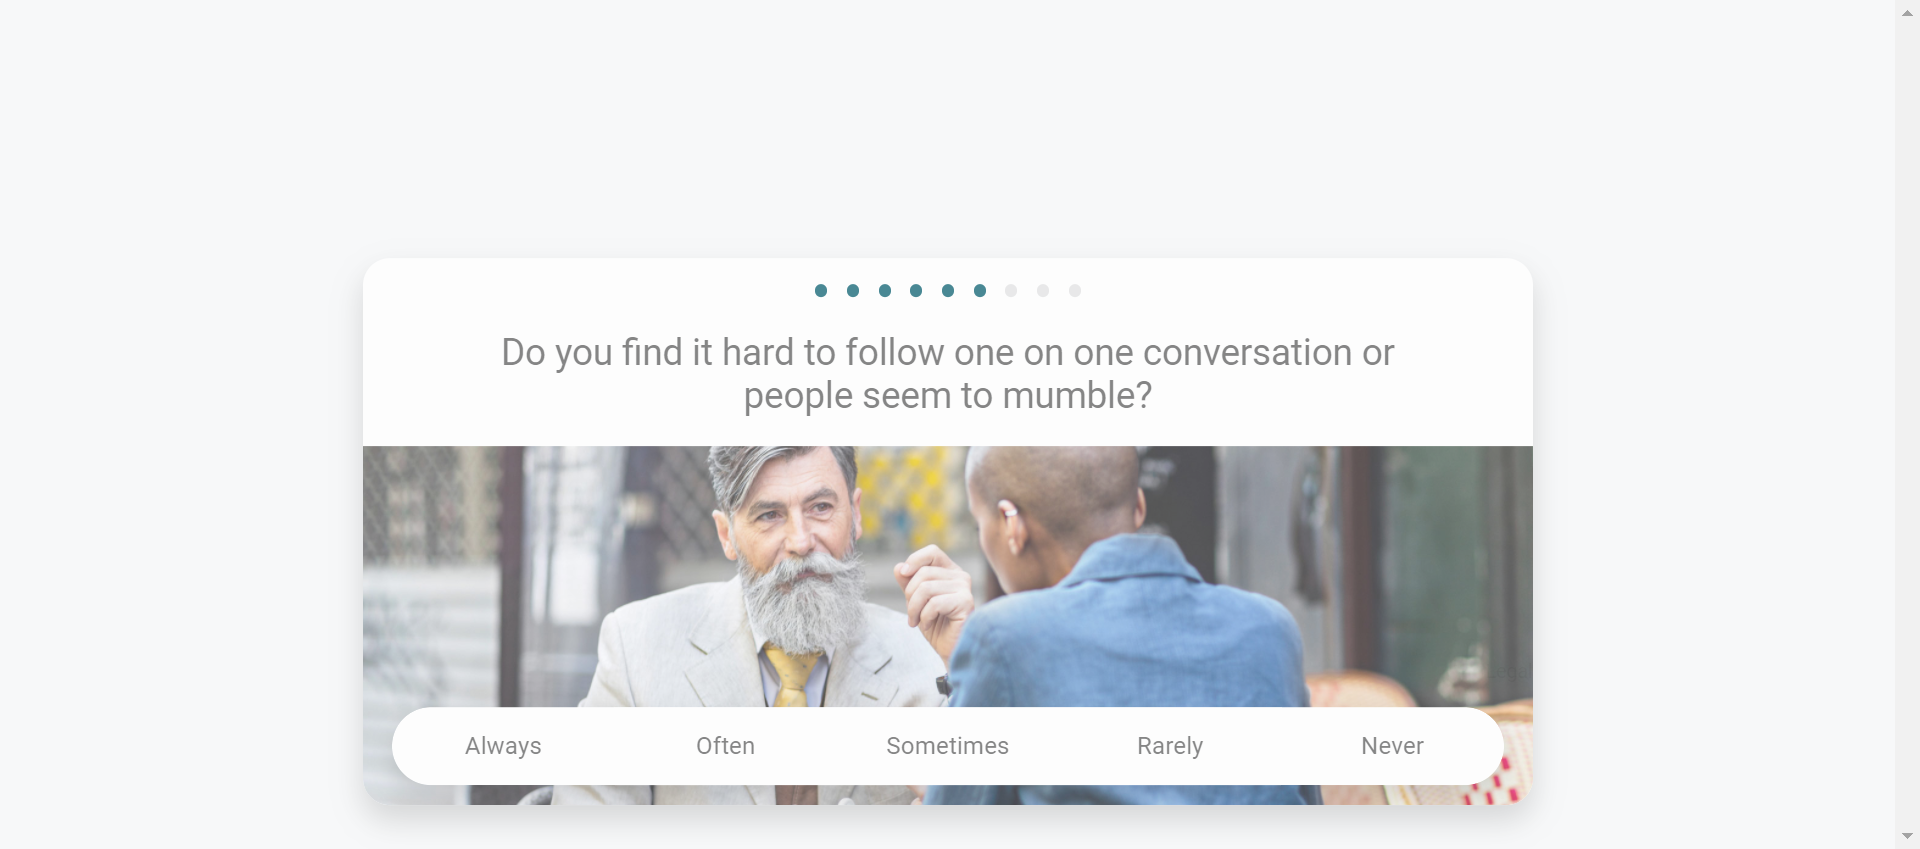 Do you find it hard to follow one on one conversation or
people seem to mumble?
Always
Often
Sometimes
Rarely
Never